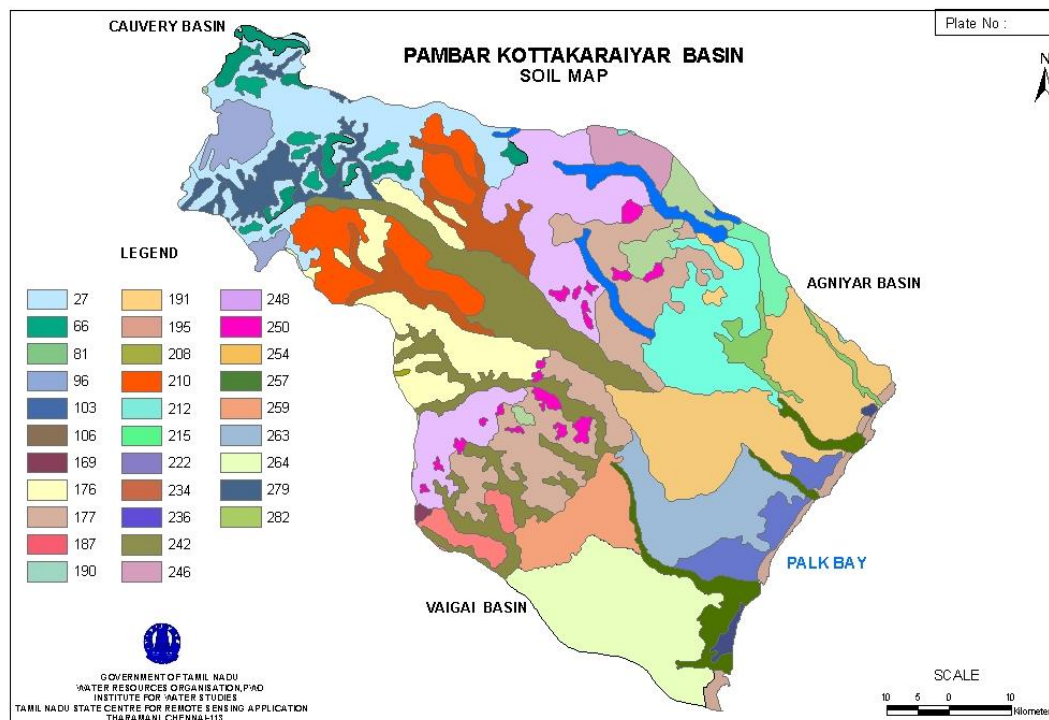 CAUVERY BASIN
Plate No :
PAMBAR KOTTAKARAIYAR BASIN
SOIL MAP
N
LEGEND
AGNIYAR BASIN
27 191 248
66 195 250
81 208 254
96 210 257
103 212 259
106 215 263
169 222 264
176 234 279
177 236 282
187 242
190 246
PALK BAY
VAIGAI BASIN
GOVERNMENT OF TAMIL NADU
WATER RESOURCES ORGANISATION,PWD
INSTITUTE FOR WATER STUDIES
TAMIL NADU STATE CENTRE FOR REMOTE SENSING APPLICATION
THARAMANI, CHENNAI-113
SCALE
10 5 0 10
Kilometer